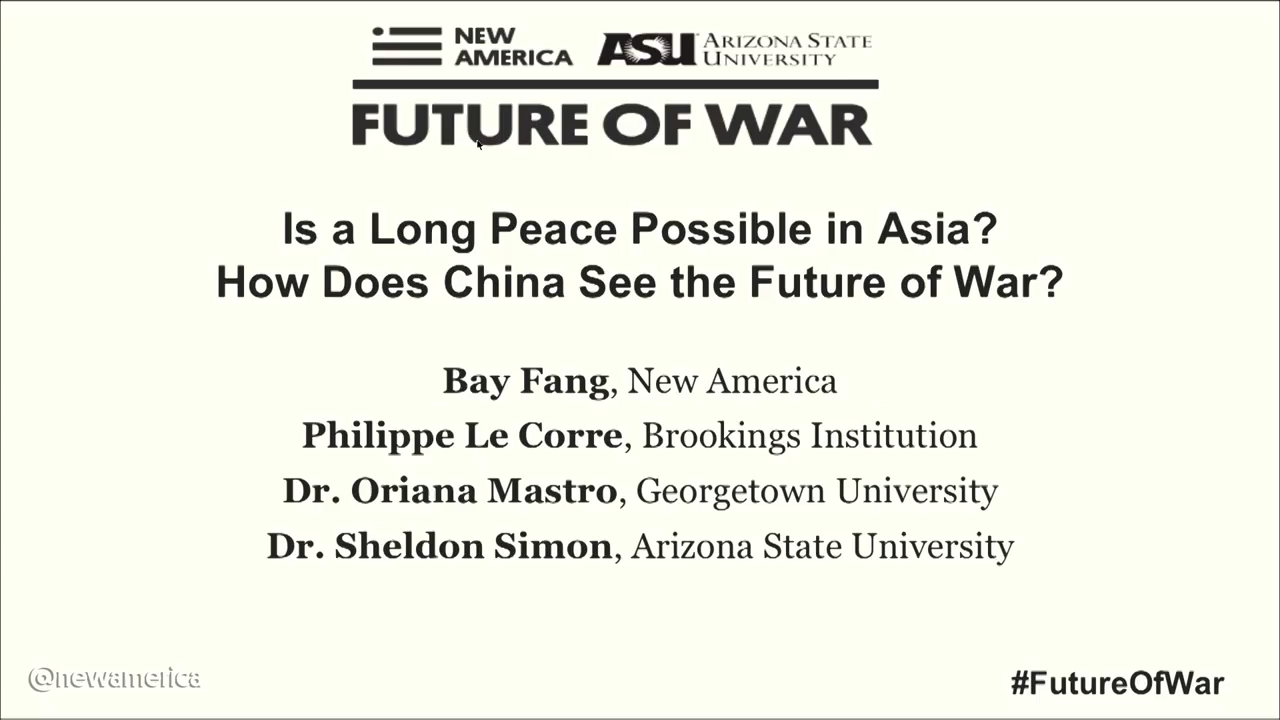 NEW
AMERICA
ASU ARIZONA STATE
UNIVERSITY
FUTURE OF WAR
Is a Long Peace Possible in Asia?
How Does China See the Future of War?
Bay Fang, New America
Philippe Le Corre, Brookings Institution
Dr. Oriana Mastro, Georgetown University
Dr. Sheldon Simon, Arizona State University
@newamerica
#FutureOfWar